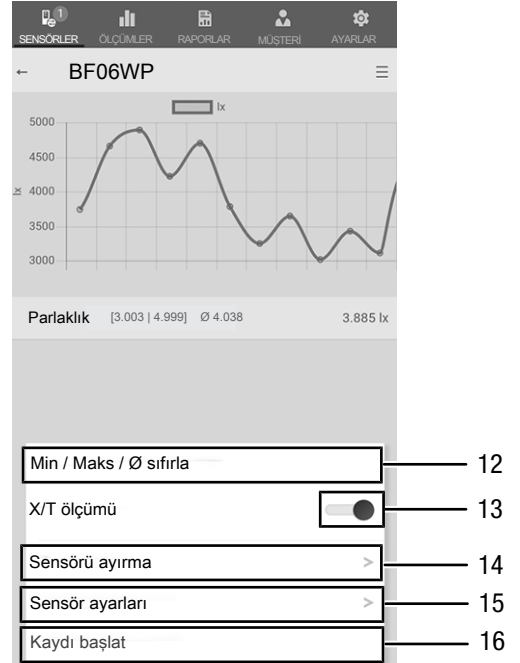 1
SENSÖRLER ÖLÇÜMLER RAPORLAR MÜŞTERİ AYARLAR
← BF06WP ☰
lx
5000
4500
lx 4000
3500
3000
Parlaklık [3.003 | 4.999] Ø 4.038 3.885 lx
Min / Maks / Ø sıfırla 12
X/T ölçümü 13
Sensörü ayırma > 14
Sensör ayarları > 15
Kaydı başlat 16